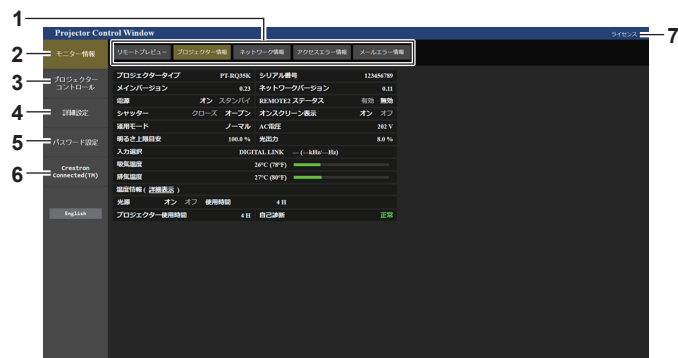 1
Projector Control Window
ライセンス
7
2
モニター情報
リモートプレビュー プロジェクター情報 ネットワーク情報 アクセスエラー情報 メールエラー情報
3
プロジェクター
コントロール
4
詳細設定
5
パスワード設定
6
Crestron
Connected(TM)
English
プロジェクタータイプ PT-RQ35K シリアル番号 123456789
メインバージョン 0.23 ネットワークバージョン 0.11
電源 オン スタンバイ REMOTE2 ステータス 有効 無効
シャッター クローズ オープン オンスクリーン表示 オン オフ
運用モード ノーマル AC電圧 202 V
明るさ上限目安 100.0 % 光出力 8.0 %
入力選択 DIGITAL LINK ---(---kHz/---Hz)
吸気温度 26°C (78°F)
排気温度 27°C (80°F)
温度情報 ( 詳細表示 )
光源 オン オフ 使用時間 4 H
プロジェクター使用時間 4 H 自己診断 正常